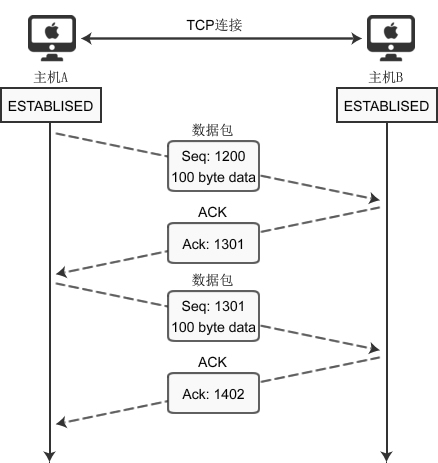 TCP连接
主机A
主机B
ESTABLISED
ESTABLISED
数据包
Seq: 1200
100 byte data
ACK
Ack: 1301
数据包
Seq: 1301
100 byte data
ACK
Ack: 1402